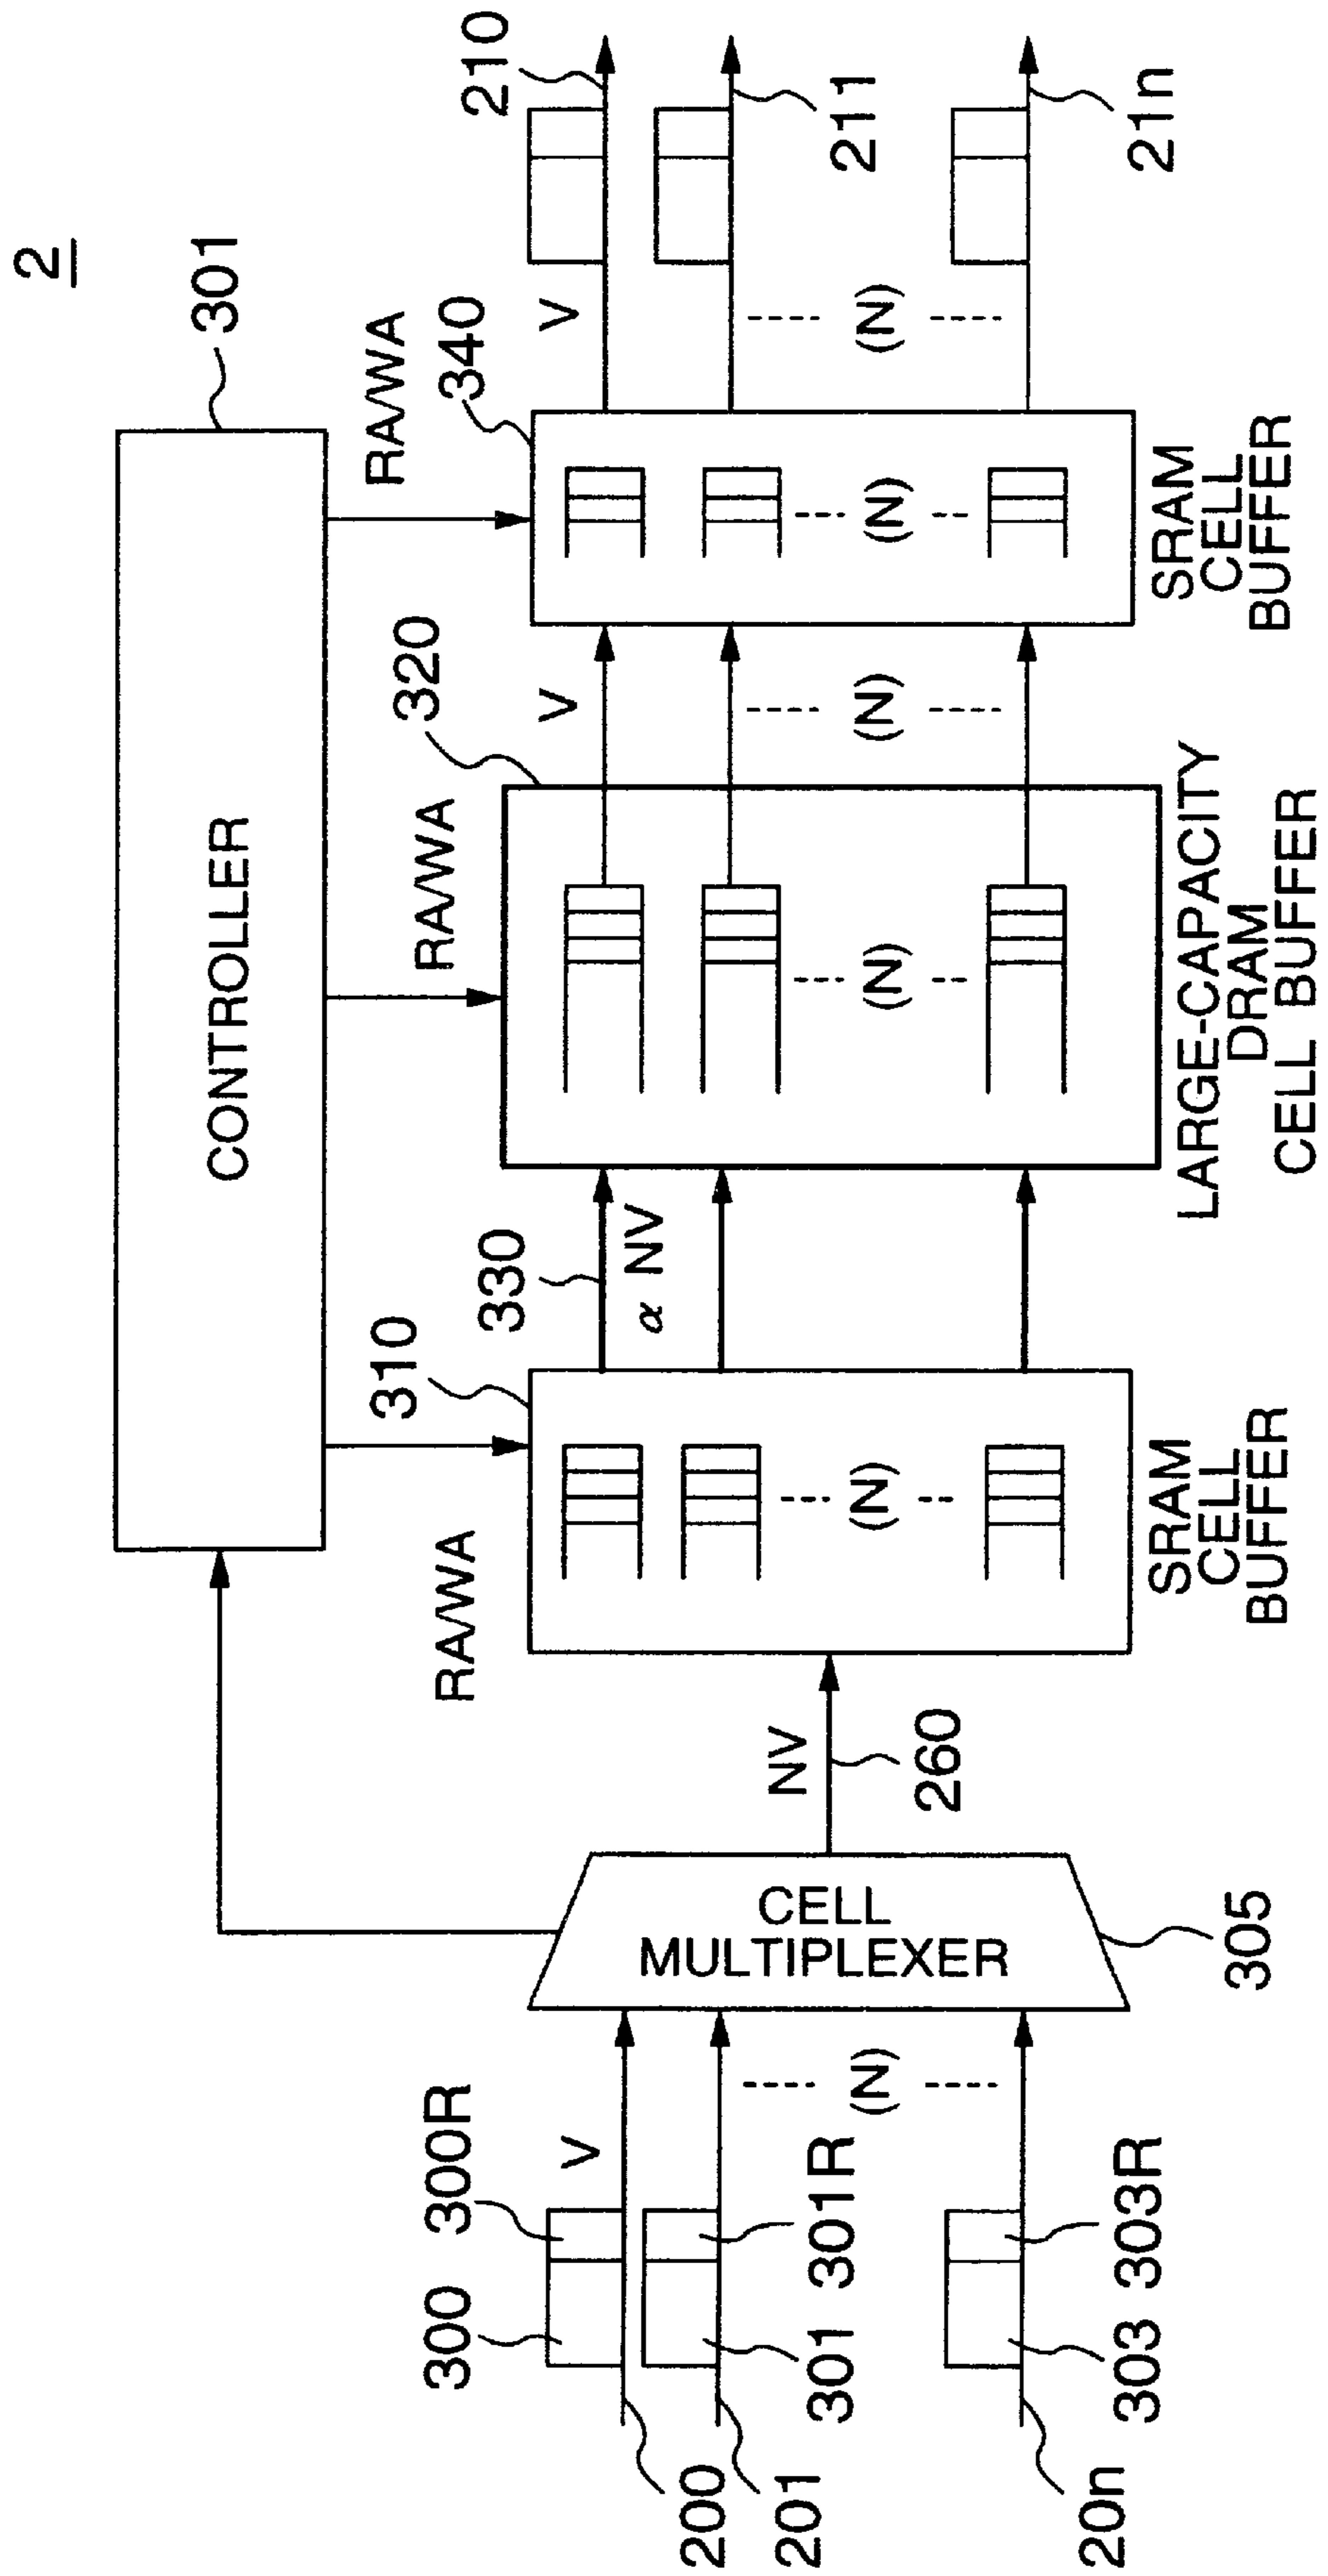 2
301
CONTROLLER
RA/WA
RA/WA
RA/WA
310
320
340
300
300R
V
200
201
301
301R
(N)
20n
303
303R
CELL
MULTIPLEXER
305
NV
260
(N)
SRAM
CELL
BUFFER
330
α NV
(N)
LARGE-CAPACITY
DRAM
CELL BUFFER
V
(N)
(N)
SRAM
CELL
BUFFER
V
(N)
210
211
21n